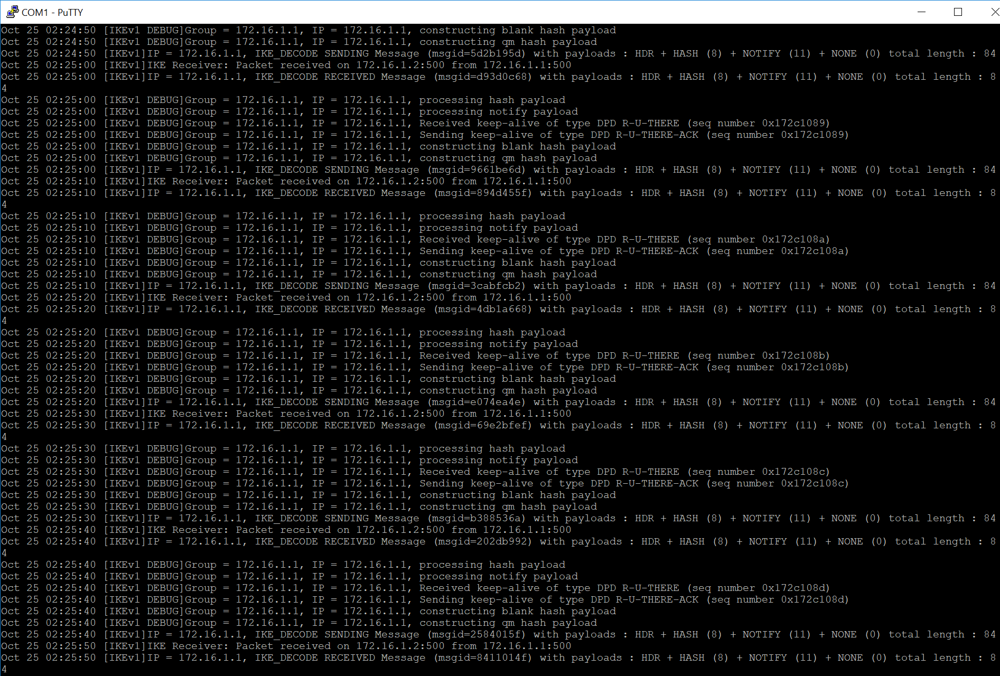 COM1 - PuTTY
Oct 25 02:24:50 [IKEv1 DEBUG]Group = 172.16.1.1, IP = 172.16.1.1, constructing blank hash payload
Oct 25 02:24:50 [IKEv1 DEBUG]Group = 172.16.1.1, IP = 172.16.1.1, constructing qm hash payload
Oct 25 02:24:50 [IKEv1]IP = 172.16.1.1, IKE_DECODE SENDING Message (msgid=5d2b195d) with payloads : HDR + HASH (8) + NOTIFY (11) + NONE (0) total length : 84
Oct 25 02:25:00 [IKEv1]IKE Receiver: Packet received on 172.16.1.2:500 from 172.16.1.1:500
Oct 25 02:25:00 [IKEv1]IP = 172.16.1.1, IKE_DECODE RECEIVED Message (msgid=d93d0c68) with payloads : HDR + HASH (8) + NOTIFY (11) + NONE (0) total length : 8
4
Oct 25 02:25:00 [IKEv1 DEBUG]Group = 172.16.1.1, IP = 172.16.1.1, processing hash payload
Oct 25 02:25:00 [IKEv1 DEBUG]Group = 172.16.1.1, IP = 172.16.1.1, processing notify payload
Oct 25 02:25:00 [IKEv1 DEBUG]Group = 172.16.1.1, IP = 172.16.1.1, Received keep-alive of type DPD R-U-THERE (seq number 0x172c1089)
Oct 25 02:25:00 [IKEv1 DEBUG]Group = 172.16.1.1, IP = 172.16.1.1, Sending keep-alive of type DPD R-U-THERE-ACK (seq number 0x172c1089)
Oct 25 02:25:00 [IKEv1 DEBUG]Group = 172.16.1.1, IP = 172.16.1.1, constructing blank hash payload
Oct 25 02:25:00 [IKEv1 DEBUG]Group = 172.16.1.1, IP = 172.16.1.1, constructing qm hash payload
Oct 25 02:25:00 [IKEv1]IP = 172.16.1.1, IKE_DECODE SENDING Message (msgid=9661be6d) with payloads : HDR + HASH (8) + NOTIFY (11) + NONE (0) total length : 84
Oct 25 02:25:10 [IKEv1]IKE Receiver: Packet received on 172.16.1.2:500 from 172.16.1.1:500
Oct 25 02:25:10 [IKEv1]IP = 172.16.1.1, IKE_DECODE RECEIVED Message (msgid=894d455f) with payloads : HDR + HASH (8) + NOTIFY (11) + NONE (0) total length : 8
4
Oct 25 02:25:10 [IKEv1 DEBUG]Group = 172.16.1.1, IP = 172.16.1.1, processing hash payload
Oct 25 02:25:10 [IKEv1 DEBUG]Group = 172.16.1.1, IP = 172.16.1.1, processing notify payload
Oct 25 02:25:10 [IKEv1 DEBUG]Group = 172.16.1.1, IP = 172.16.1.1, Received keep-alive of type DPD R-U-THERE (seq number 0x172c108a)
Oct 25 02:25:10 [IKEv1 DEBUG]Group = 172.16.1.1, IP = 172.16.1.1, Sending keep-alive of type DPD R-U-THERE-ACK (seq number 0x172c108a)
Oct 25 02:25:10 [IKEv1 DEBUG]Group = 172.16.1.1, IP = 172.16.1.1, constructing blank hash payload
Oct 25 02:25:10 [IKEv1 DEBUG]Group = 172.16.1.1, IP = 172.16.1.1, constructing qm hash payload
Oct 25 02:25:10 [IKEv1]IP = 172.16.1.1, IKE_DECODE SENDING Message (msgid=3cabfcb2) with payloads : HDR + HASH (8) + NOTIFY (11) + NONE (0) total length : 84
Oct 25 02:25:20 [IKEv1]IKE Receiver: Packet received on 172.16.1.2:500 from 172.16.1.1:500
Oct 25 02:25:20 [IKEv1]IP = 172.16.1.1, IKE_DECODE RECEIVED Message (msgid=4db1a668) with payloads : HDR + HASH (8) + NOTIFY (11) + NONE (0) total length : 8
4
Oct 25 02:25:20 [IKEv1 DEBUG]Group = 172.16.1.1, IP = 172.16.1.1, processing hash payload
Oct 25 02:25:20 [IKEv1 DEBUG]Group = 172.16.1.1, IP = 172.16.1.1, processing notify payload
Oct 25 02:25:20 [IKEv1 DEBUG]Group = 172.16.1.1, IP = 172.16.1.1, Received keep-alive of type DPD R-U-THERE (seq number 0x172c108b)
Oct 25 02:25:20 [IKEv1 DEBUG]Group = 172.16.1.1, IP = 172.16.1.1, Sending keep-alive of type DPD R-U-THERE-ACK (seq number 0x172c108b)
Oct 25 02:25:20 [IKEv1 DEBUG]Group = 172.16.1.1, IP = 172.16.1.1, constructing blank hash payload
Oct 25 02:25:20 [IKEv1 DEBUG]Group = 172.16.1.1, IP = 172.16.1.1, constructing qm hash payload
Oct 25 02:25:20 [IKEv1]IP = 172.16.1.1, IKE_DECODE SENDING Message (msgid=e074ea4e) with payloads : HDR + HASH (8) + NOTIFY (11) + NONE (0) total length : 84
Oct 25 02:25:30 [IKEv1]IKE Receiver: Packet received on 172.16.1.2:500 from 172.16.1.1:500
Oct 25 02:25:30 [IKEv1]IP = 172.16.1.1, IKE_DECODE RECEIVED Message (msgid=69e2bfef) with payloads : HDR + HASH (8) + NOTIFY (11) + NONE (0) total length : 8
4
Oct 25 02:25:30 [IKEv1 DEBUG]Group = 172.16.1.1, IP = 172.16.1.1, processing hash payload
Oct 25 02:25:30 [IKEv1 DEBUG]Group = 172.16.1.1, IP = 172.16.1.1, processing notify payload
Oct 25 02:25:30 [IKEv1 DEBUG]Group = 172.16.1.1, IP = 172.16.1.1, Received keep-alive of type DPD R-U-THERE (seq number 0x172c108c)
Oct 25 02:25:30 [IKEv1 DEBUG]Group = 172.16.1.1, IP = 172.16.1.1, Sending keep-alive of type DPD R-U-THERE-ACK (seq number 0x172c108c)
Oct 25 02:25:30 [IKEv1 DEBUG]Group = 172.16.1.1, IP = 172.16.1.1, constructing blank hash payload
Oct 25 02:25:30 [IKEv1 DEBUG]Group = 172.16.1.1, IP = 172.16.1.1, constructing qm hash payload
Oct 25 02:25:30 [IKEv1]IP = 172.16.1.1, IKE_DECODE SENDING Message (msgid=b388536a) with payloads : HDR + HASH (8) + NOTIFY (11) + NONE (0) total length : 84
Oct 25 02:25:40 [IKEv1]IKE Receiver: Packet received on 172.16.1.2:500 from 172.16.1.1:500
Oct 25 02:25:40 [IKEv1]IP = 172.16.1.1, IKE_DECODE RECEIVED Message (msgid=202db992) with payloads : HDR + HASH (8) + NOTIFY (11) + NONE (0) total length : 8
4
Oct 25 02:25:40 [IKEv1 DEBUG]Group = 172.16.1.1, IP = 172.16.1.1, processing hash payload
Oct 25 02:25:40 [IKEv1 DEBUG]Group = 172.16.1.1, IP = 172.16.1.1, processing notify payload
Oct 25 02:25:40 [IKEv1 DEBUG]Group = 172.16.1.1, IP = 172.16.1.1, Received keep-alive of type DPD R-U-THERE (seq number 0x172c108d)
Oct 25 02:25:40 [IKEv1 DEBUG]Group = 172.16.1.1, IP = 172.16.1.1, Sending keep-alive of type DPD R-U-THERE-ACK (seq number 0x172c108d)
Oct 25 02:25:40 [IKEv1 DEBUG]Group = 172.16.1.1, IP = 172.16.1.1, constructing blank hash payload
Oct 25 02:25:40 [IKEv1 DEBUG]Group = 172.16.1.1, IP = 172.16.1.1, constructing qm hash payload
Oct 25 02:25:40 [IKEv1]IP = 172.16.1.1, IKE_DECODE SENDING Message (msgid=2584015f) with payloads : HDR + HASH (8) + NOTIFY (11) + NONE (0) total length : 84
Oct 25 02:25:50 [IKEv1]IKE Receiver: Packet received on 172.16.1.2:500 from 172.16.1.1:500
Oct 25 02:25:50 [IKEv1]IP = 172.16.1.1, IKE_DECODE RECEIVED Message (msgid=8411014f) with payloads : HDR + HASH (8) + NOTIFY (11) + NONE (0) total length : 8
4